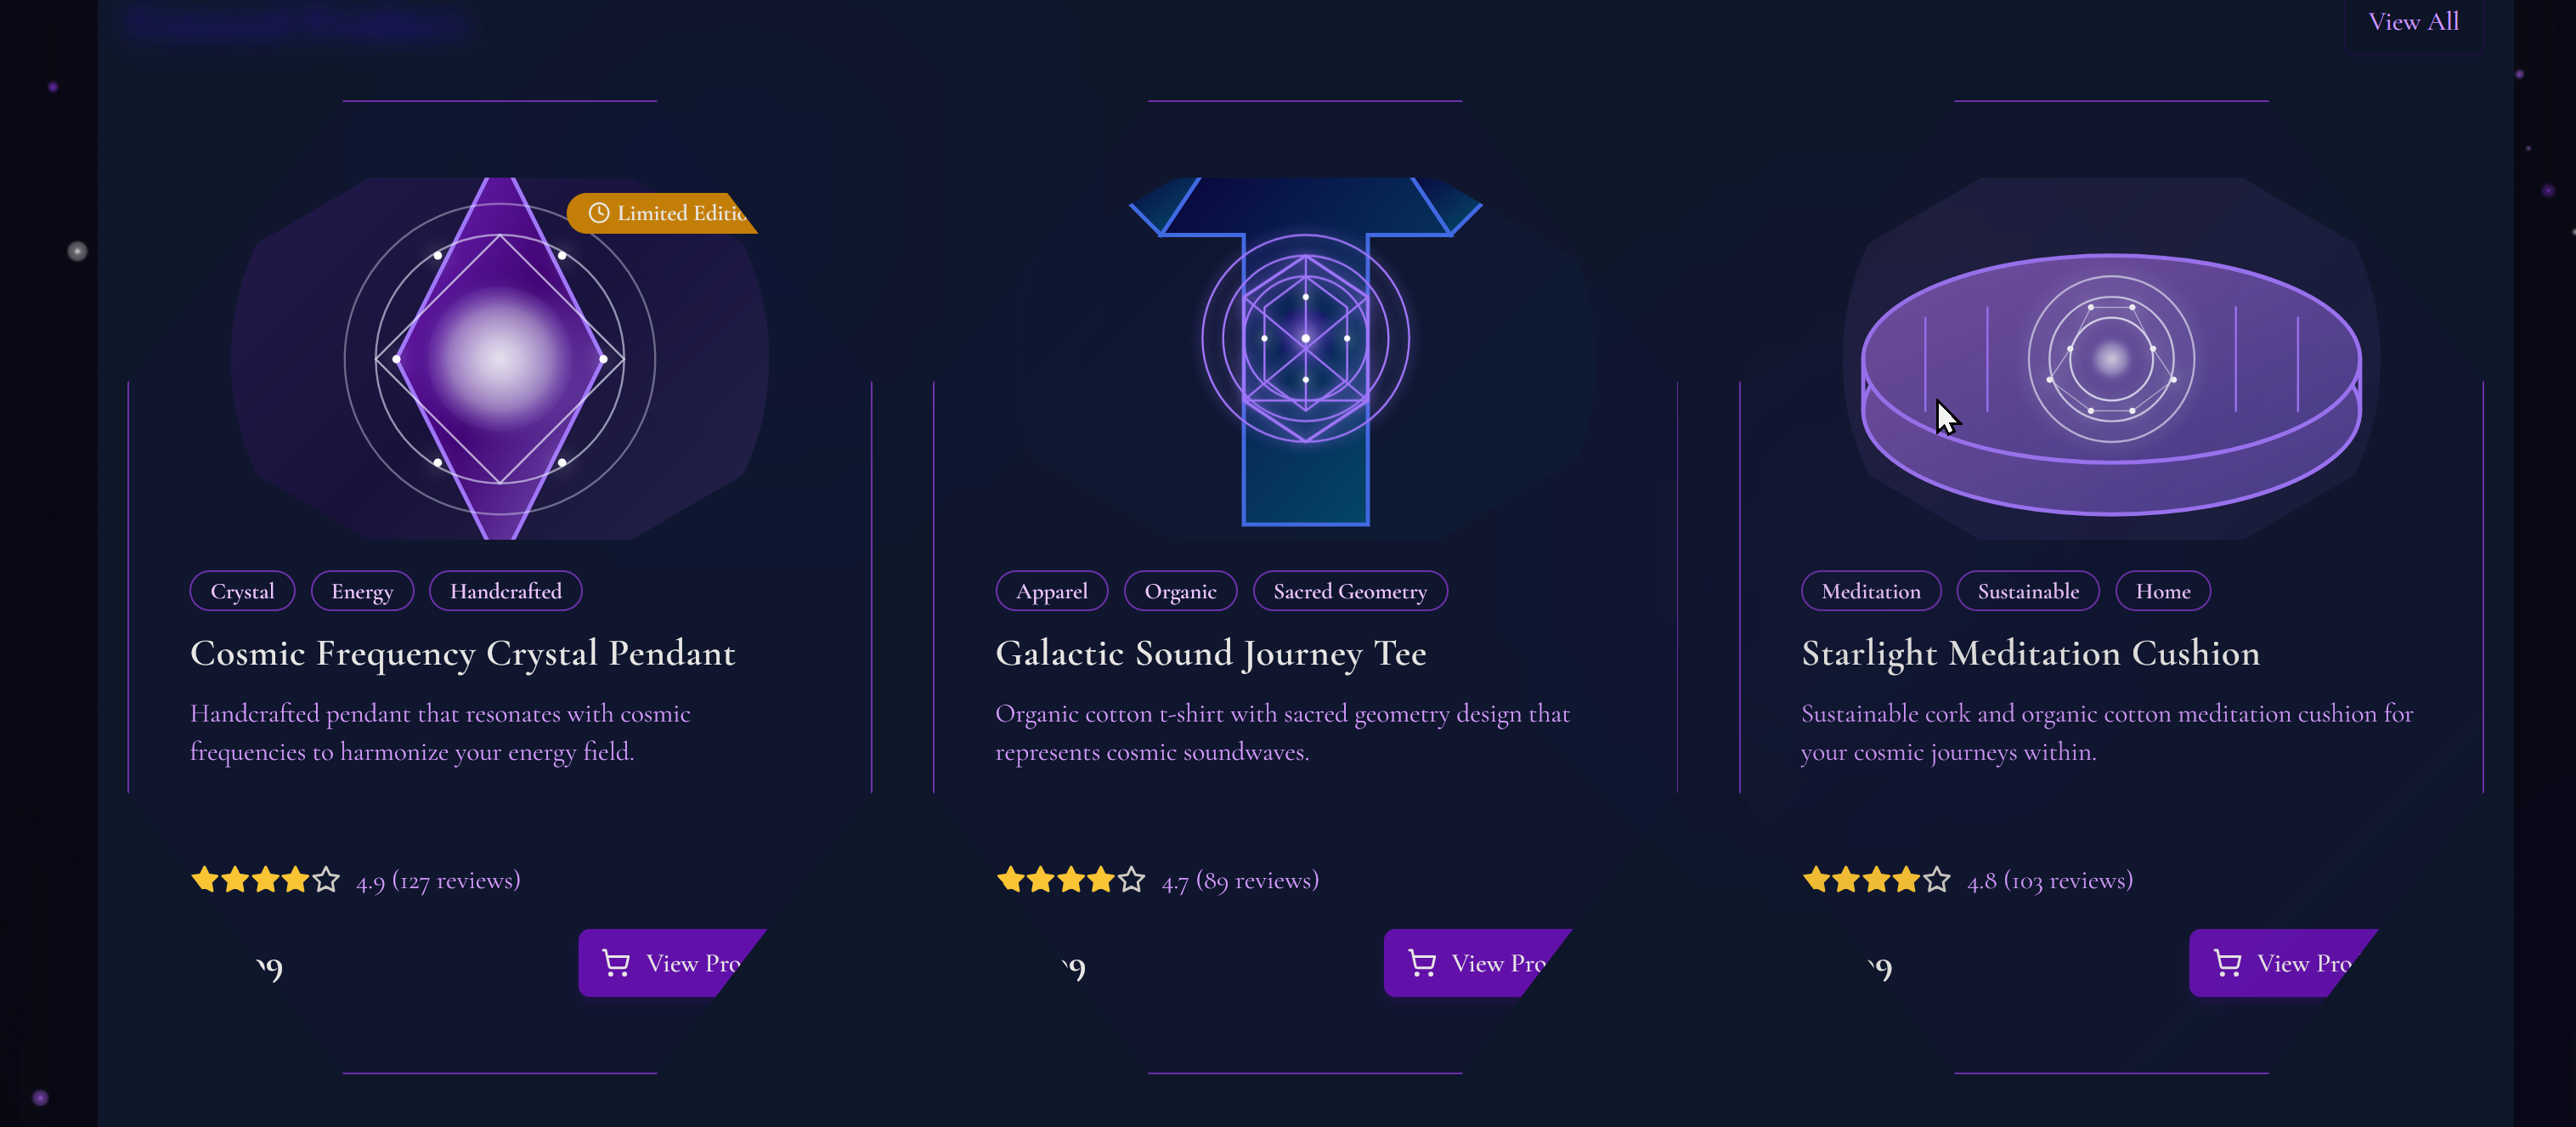 View All
Limited Editio
Crystal Energy Handcrafted
Cosmic Frequency Crystal Pendant
Handcrafted pendant that resonates with cosmic
frequencies to harmonize your energy field.
4.9 (127 reviews)
9
View Pro
Apparel Organic Sacred Geometry
Galactic Sound Journey Tee
Organic cotton t-shirt with sacred geometry design that
represents cosmic soundwaves.
4.7 (89 reviews)
9
View Pro
Meditation Sustainable Home
Starlight Meditation Cushion
Sustainable cork and organic cotton meditation cushion for
your cosmic journeys within.
4.8 (103 reviews)
9
View Pro